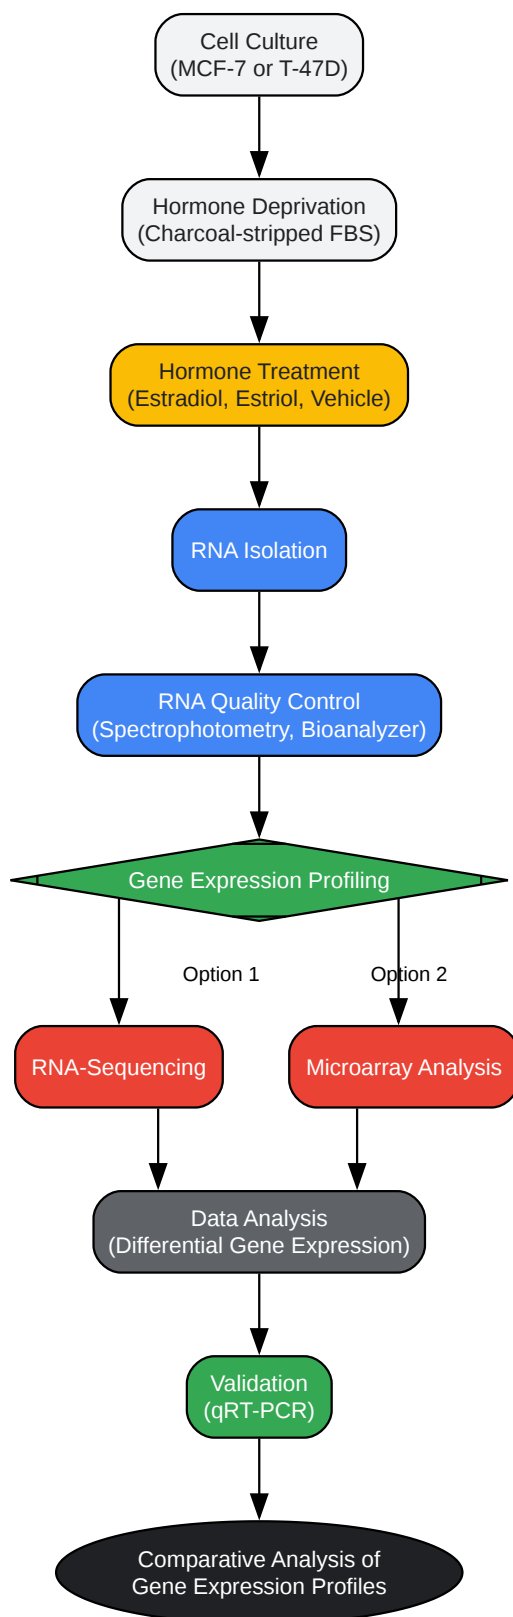 Cell Culture
(MCF-7 or T-47D)
Hormone Deprivation
(Charcoal-stripped FBS)
Hormone Treatment
(Estradiol, Estriol, Vehicle)
RNA Isolation
RNA Quality Control
(Spectrophotometry, Bioanalyzer)
Gene Expression Profiling
Option 1
Option 2
RNA-Sequencing
Microarray Analysis
Data Analysis
(Differential Gene Expression)
Validation
(qRT-PCR)
Comparative Analysis of
Gene Expression Profiles